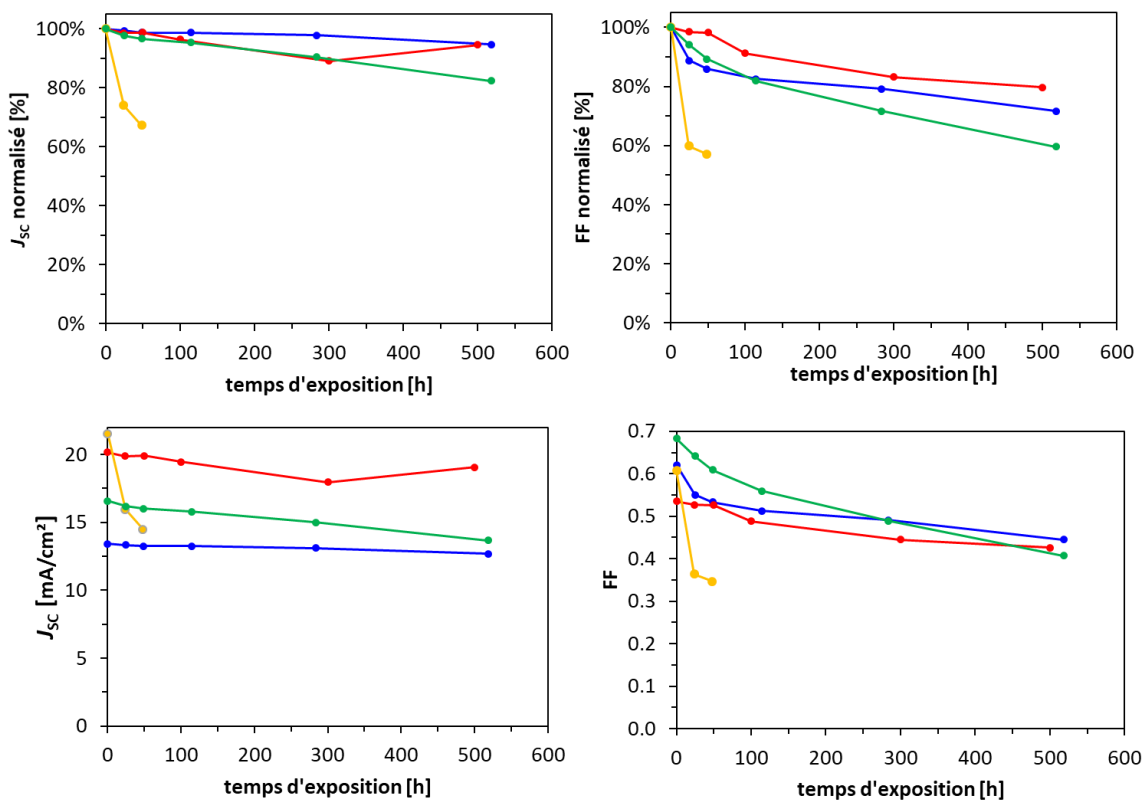 J_SC normalisé [%]
100%
80%
60%
40%
20%
0%
0 100 200 300 400 500 600
temps d'exposition [h]
FF normalisé [%]
100%
80%
60%
40%
20%
0%
0 100 200 300 400 500 600
temps d'exposition [h]
J_SC [mA/cm²]
20
15
10
5
0
0 100 200 300 400 500 600
temps d'exposition [h]
FF
0.7
0.6
0.5
0.4
0.3
0.2
0.1
0.0
0 100 200 300 400 500 600
temps d'exposition [h]